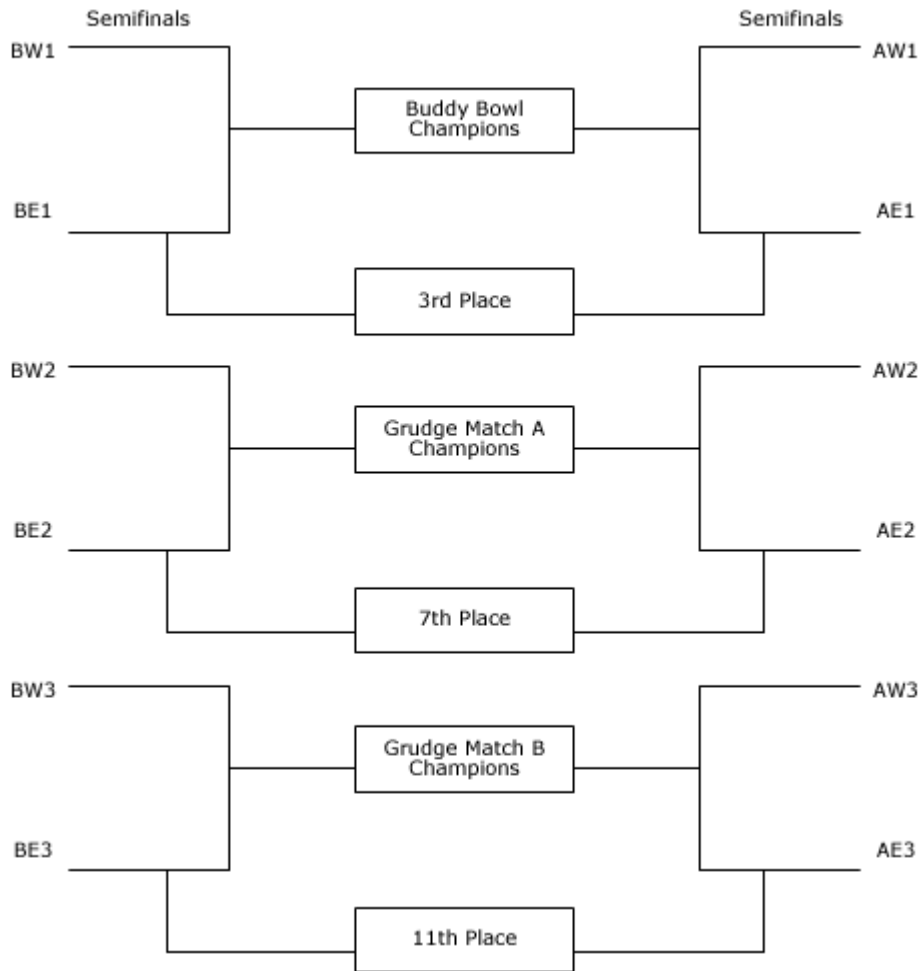 Semifinals
Semifinals
BW1
AW1
Buddy Bowl
Champions
BE1
AE1
3rd Place
BW2
AW2
Grudge Match A
Champions
BE2
AE2
7th Place
BW3
AW3
Grudge Match B
Champions
BE3
AE3
11th Place